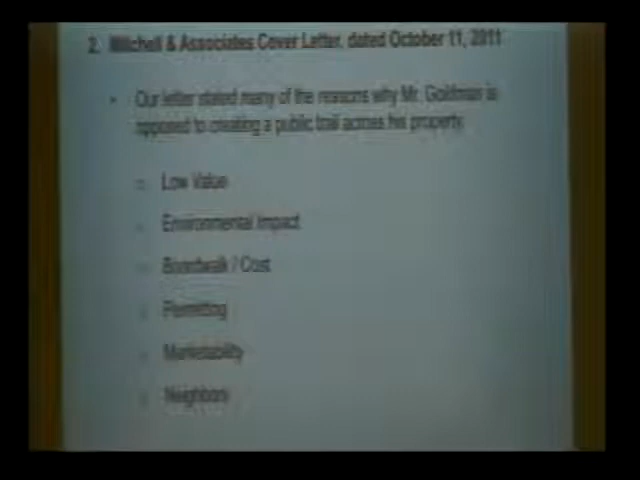 2. Mitchell & Associates Cover Letter, dated October 11, 2011
• Our letter stated many of the reasons why Mr. Goldman is
opposed to creating a public trail across his property.
Low Value
Environmental Impact
Boardwalk / Cost
Permitting
Marketability
Neighbors